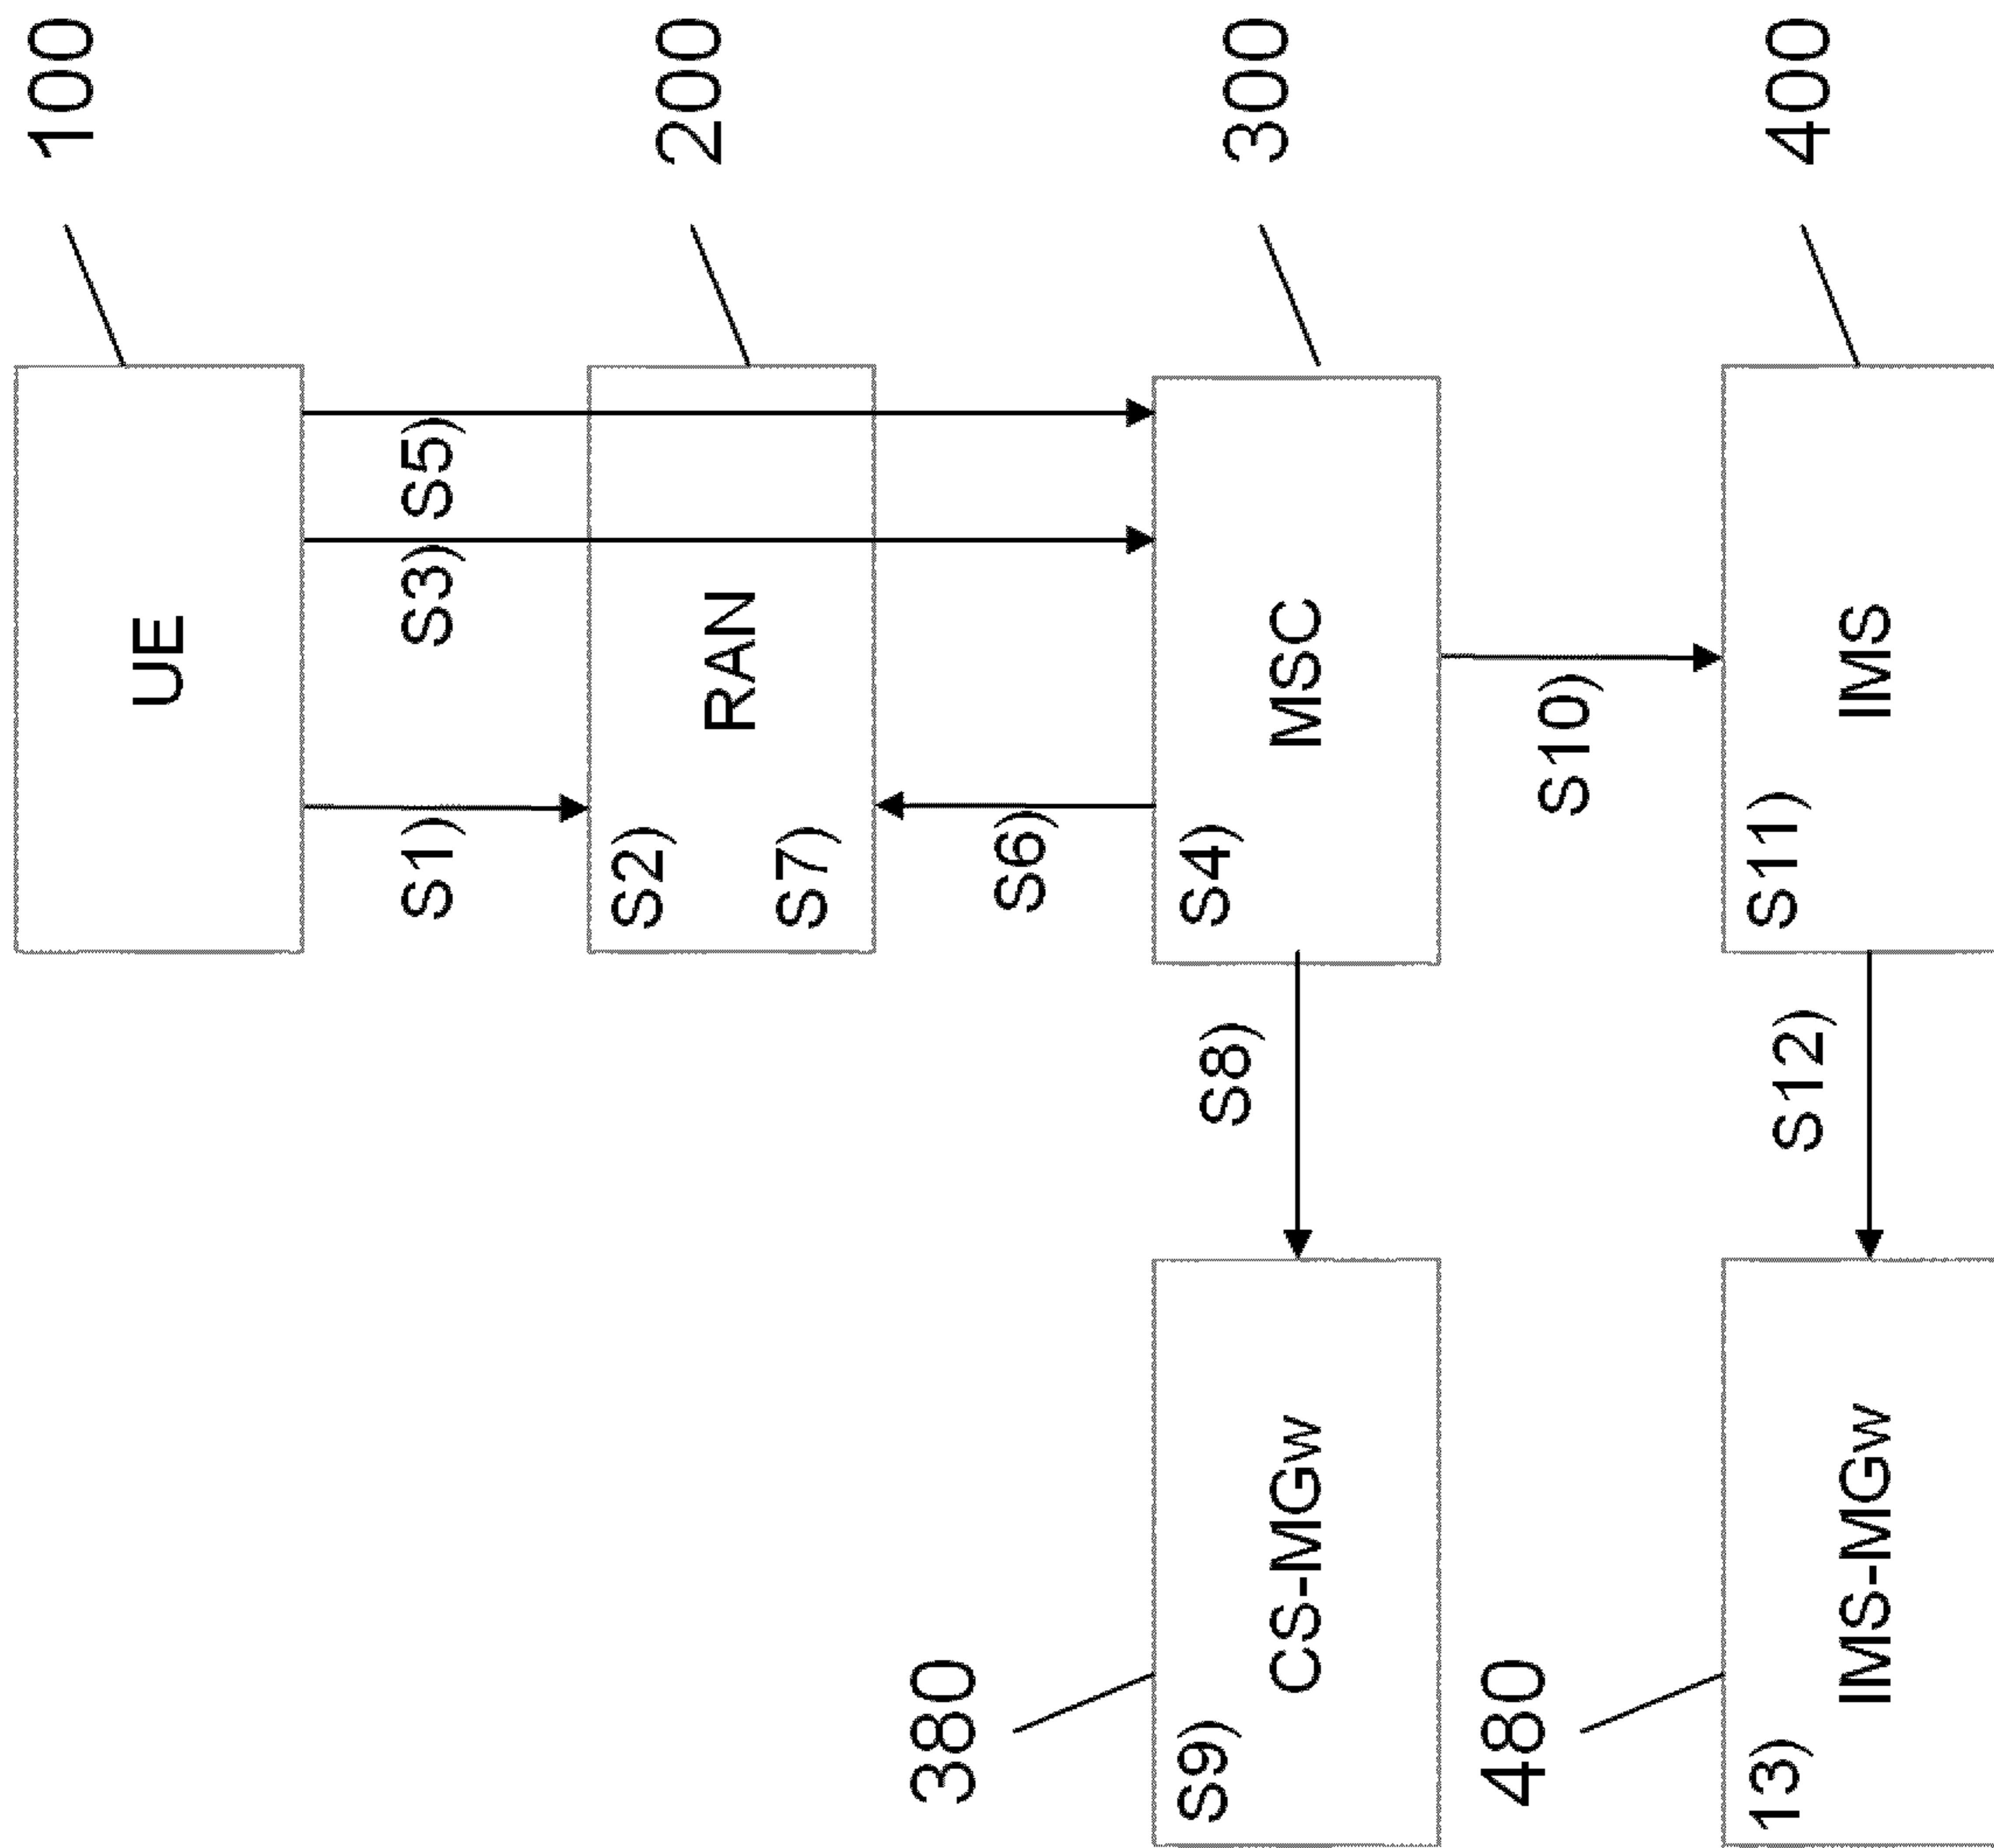 100
UE
S1)
S3)
S5)
200
S2)
RAN
S7)
380
S6)
300
S9)
CS-MGw
S8)
S4)
MSC
480
S10)
400
13)
IMS-MGw
S12)
S11)
IMS